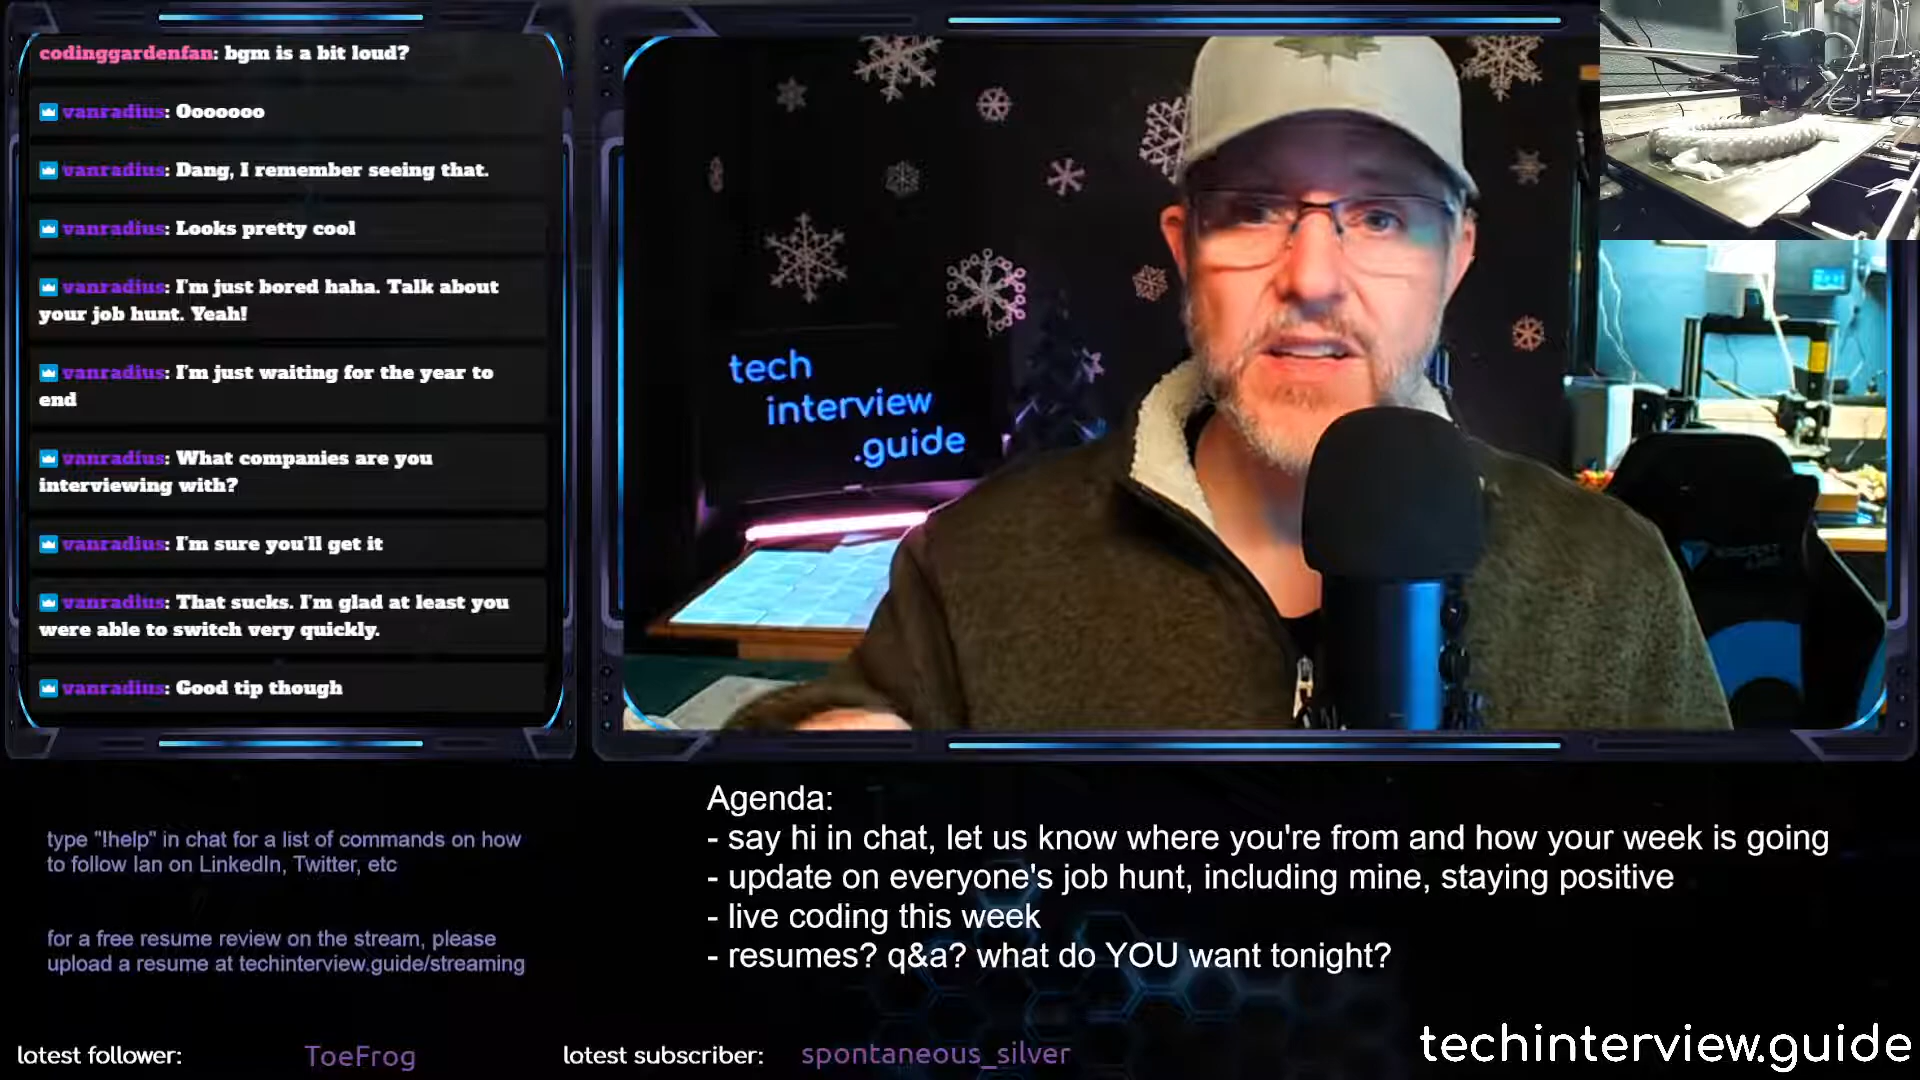 codinggardenfan: bgm is a bit loud?
vanradius: Ooooooo
vanradius: Dang, I remember seeing that.
vanradius: Looks pretty cool
vanradius: I'm just bored haha. Talk about
your job hunt. Yeah!
vanradius: I'm just waiting for the year to
end
vanradius: What companies are you
interviewing with?
vanradius: I'm sure you'll get it
vanradius: That sucks. I'm glad at least you
were able to switch very quickly.
vanradius: Good tip though
tech
interview
.guide
type "!help" in chat for a list of commands on how
to follow Ian on LinkedIn, Twitter, etc
for a free resume review on the stream, please
upload a resume at techinterview.guide/streaming
Agenda:
- say hi in chat, let us know where you're from and how your week is going
- update on everyone's job hunt, including mine, staying positive
- live coding this week
- resumes? q&a? what do YOU want tonight?
latest follower: ToeFrog
latest subscriber: spontaneous_silver
techinterview.guide